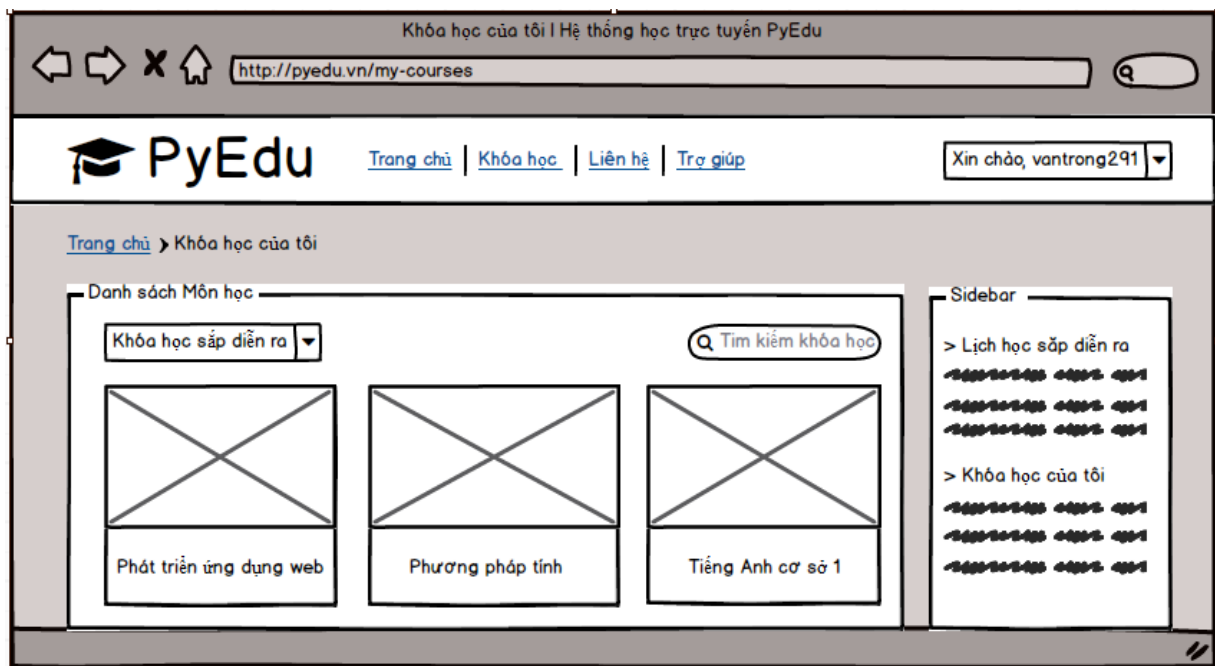 Khóa học của tôi I Hệ thống học trực tuyến PyEdu
http://pyedu.vn/my-courses
PyEdu
Trang chủ | Khóa học | Liên hệ | Trợ giúp
Xin chào, vantrong291
Trang chủ > Khóa học của tôi
Danh sách Môn học
Khóa học sắp diễn ra
Tìm kiếm khóa học
Phát triển ứng dụng web
Phương pháp tính
Tiếng Anh cơ sở 1
Sidebar
> Lịch học sắp diễn ra
> Khóa học của tôi